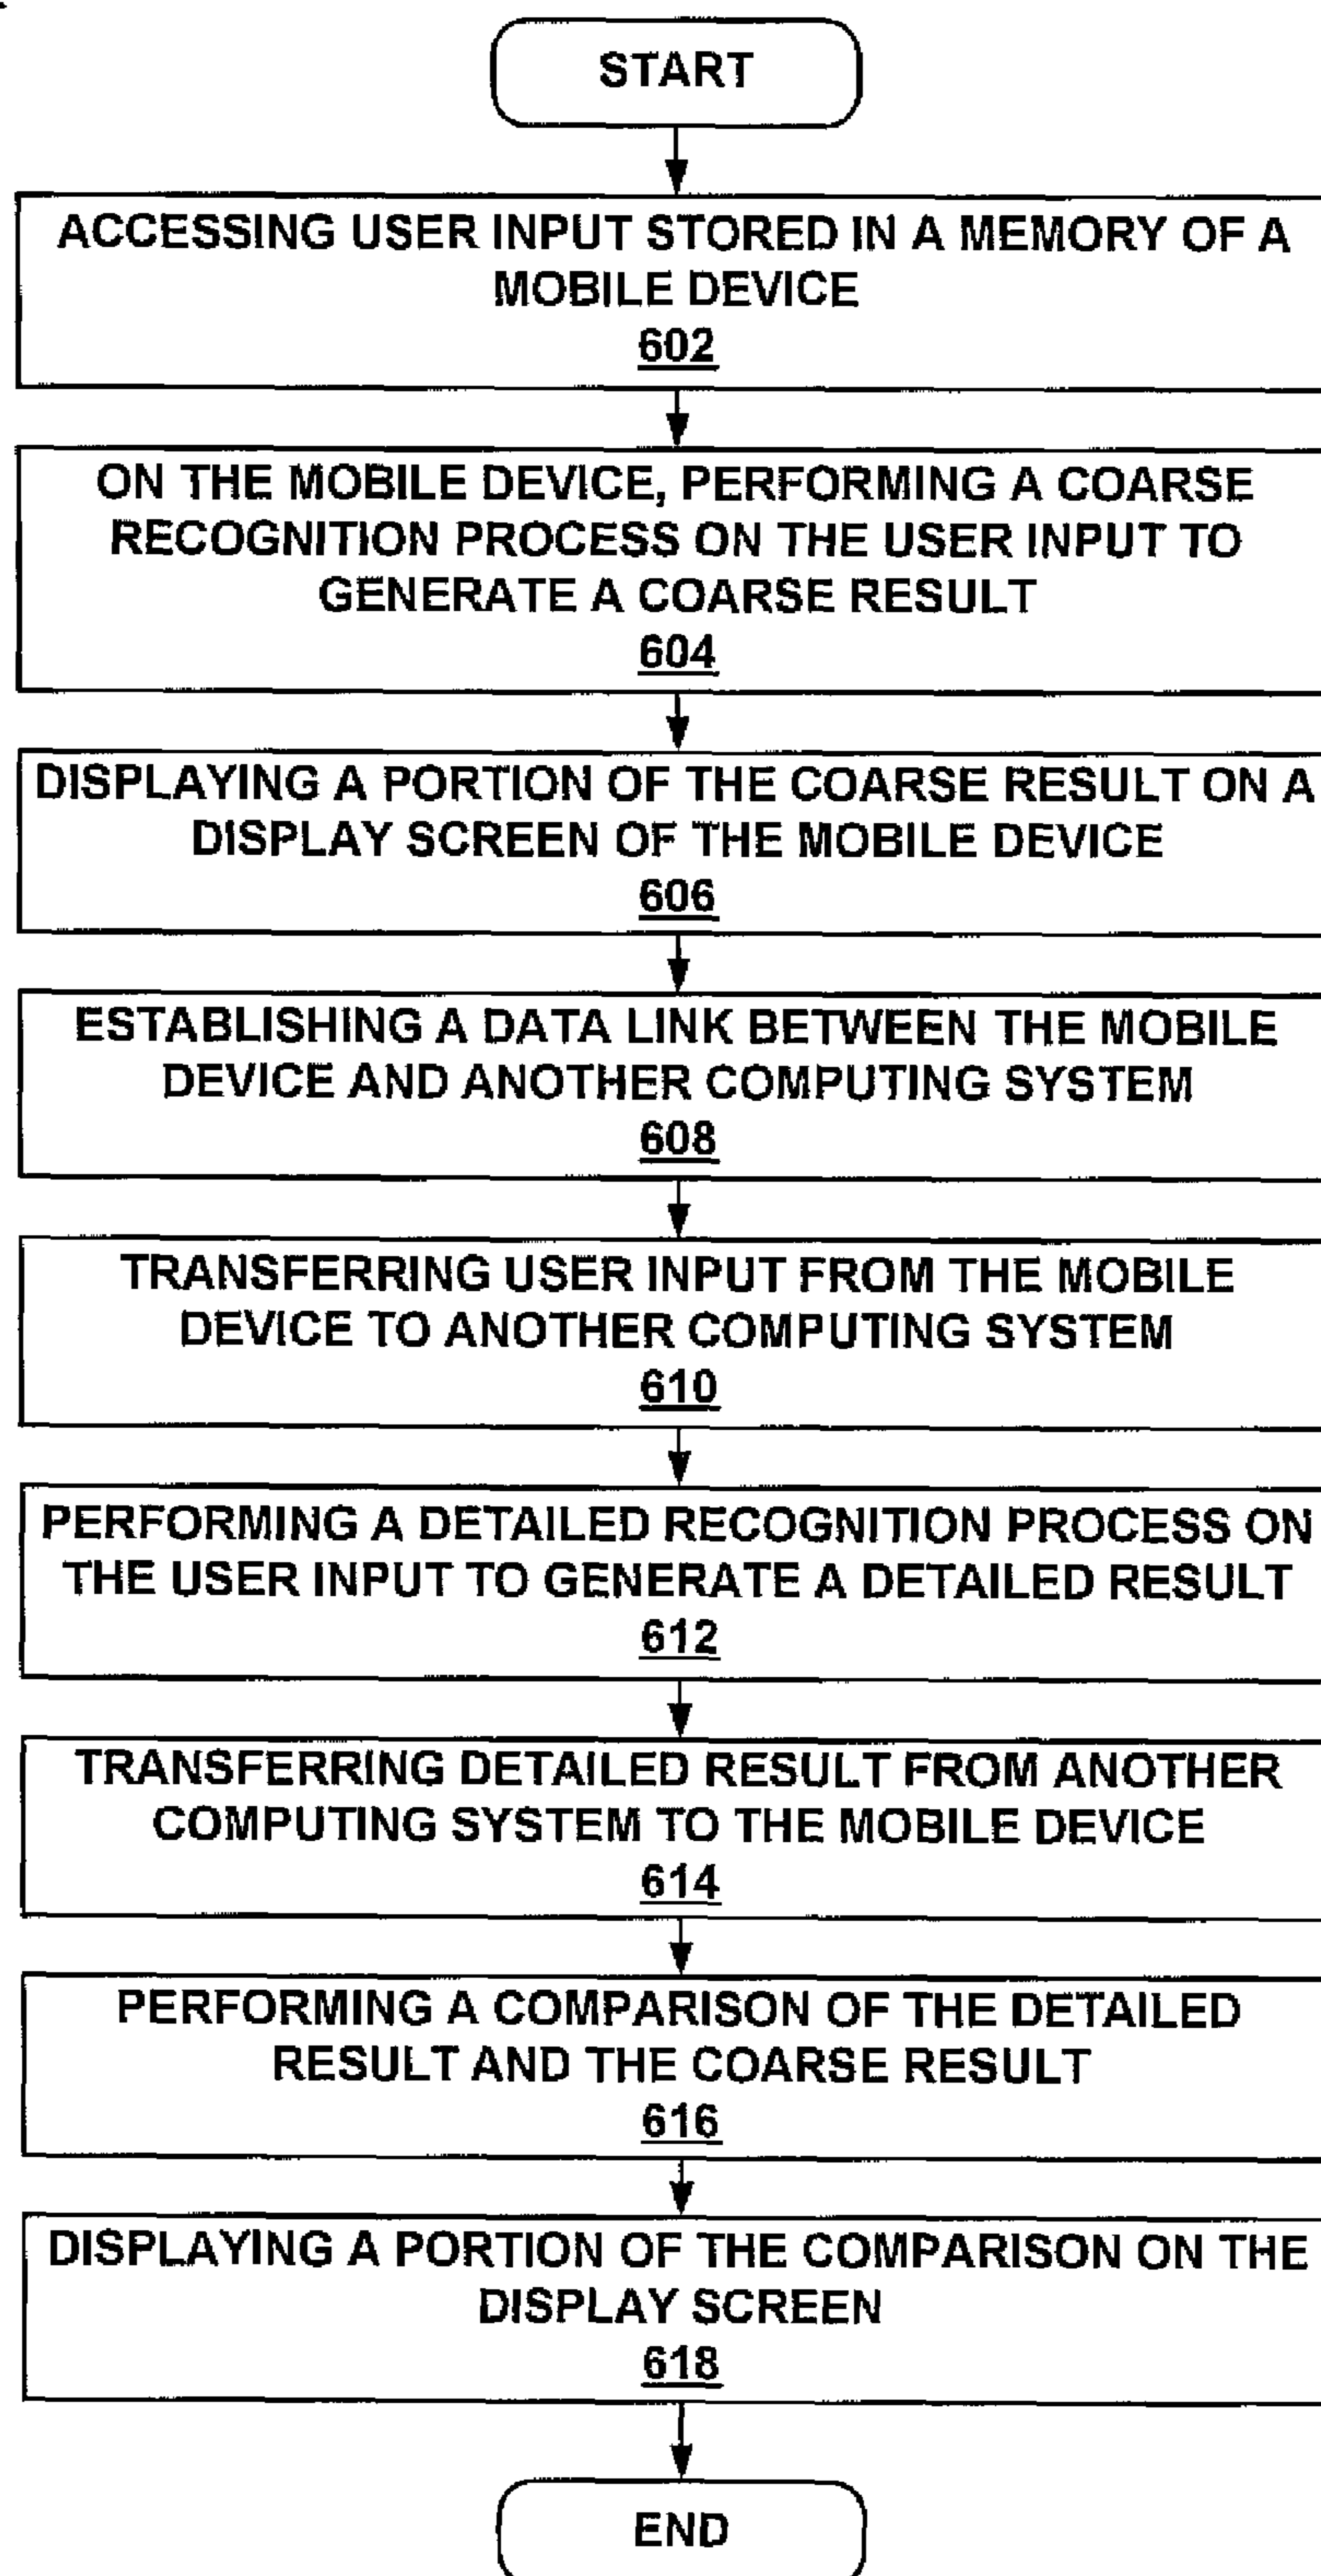 START
ACCESSING USER INPUT STORED IN A MEMORY OF A
MOBILE DEVICE
602
ON THE MOBILE DEVICE, PERFORMING A COARSE
RECOGNITION PROCESS ON THE USER INPUT TO
GENERATE A COARSE RESULT
604
DISPLAYING A PORTION OF THE COARSE RESULT ON A
DISPLAY SCREEN OF THE MOBILE DEVICE
606
ESTABLISHING A DATA LINK BETWEEN THE MOBILE
DEVICE AND ANOTHER COMPUTING SYSTEM
608
TRANSFERRING USER INPUT FROM THE MOBILE
DEVICE TO ANOTHER COMPUTING SYSTEM
610
PERFORMING A DETAILED RECOGNITION PROCESS ON
THE USER INPUT TO GENERATE A DETAILED RESULT
612
TRANSFERRING DETAILED RESULT FROM ANOTHER
COMPUTING SYSTEM TO THE MOBILE DEVICE
614
PERFORMING A COMPARISON OF THE DETAILED
RESULT AND THE COARSE RESULT
616
DISPLAYING A PORTION OF THE COMPARISON ON THE
DISPLAY SCREEN
618
END